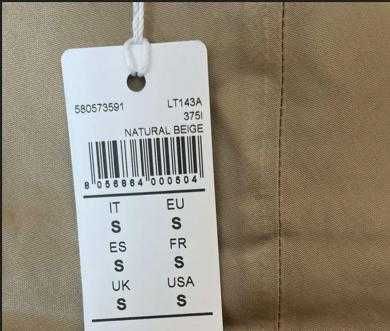 580573591 LT143A
375I
NATURAL BEIGE
8 056864 000504
IT EU
S S
ES FR
S S
UK USA
S S